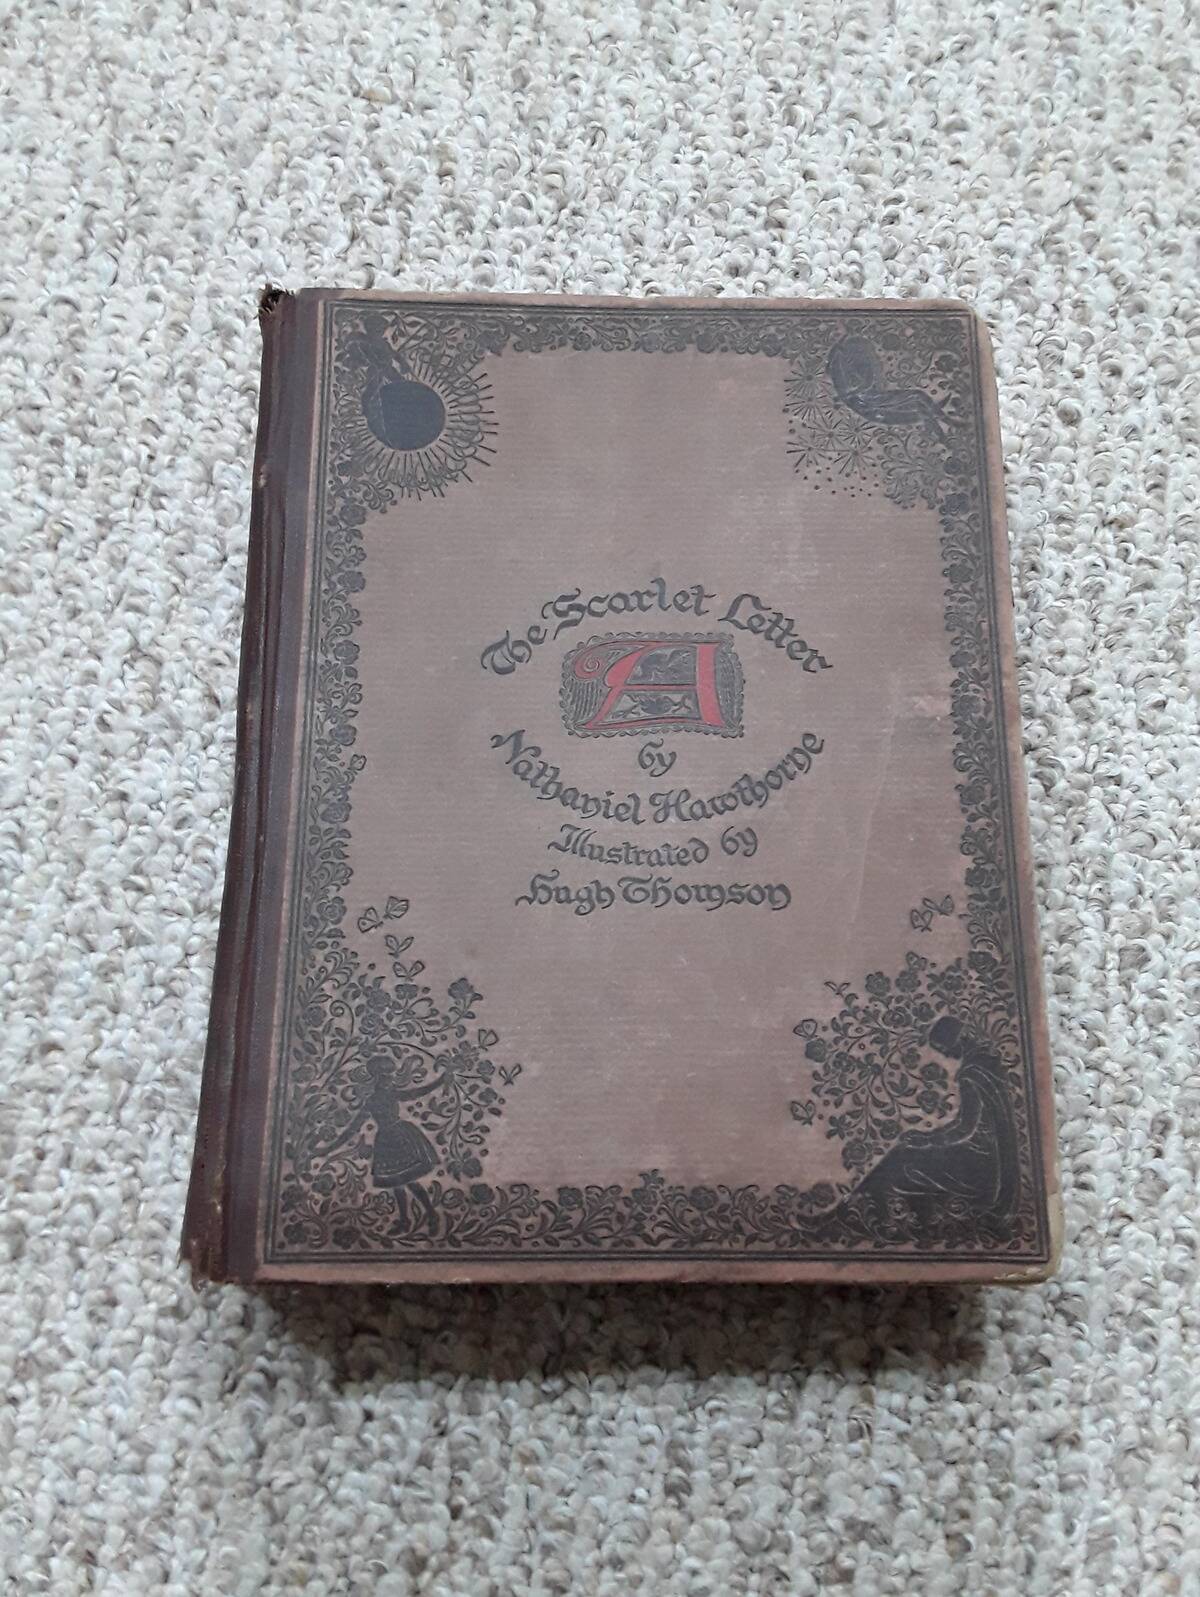 The Scarlet Letter
A
by
Nathaniel Hawthorne
Illustrated by
Hugh Thomson